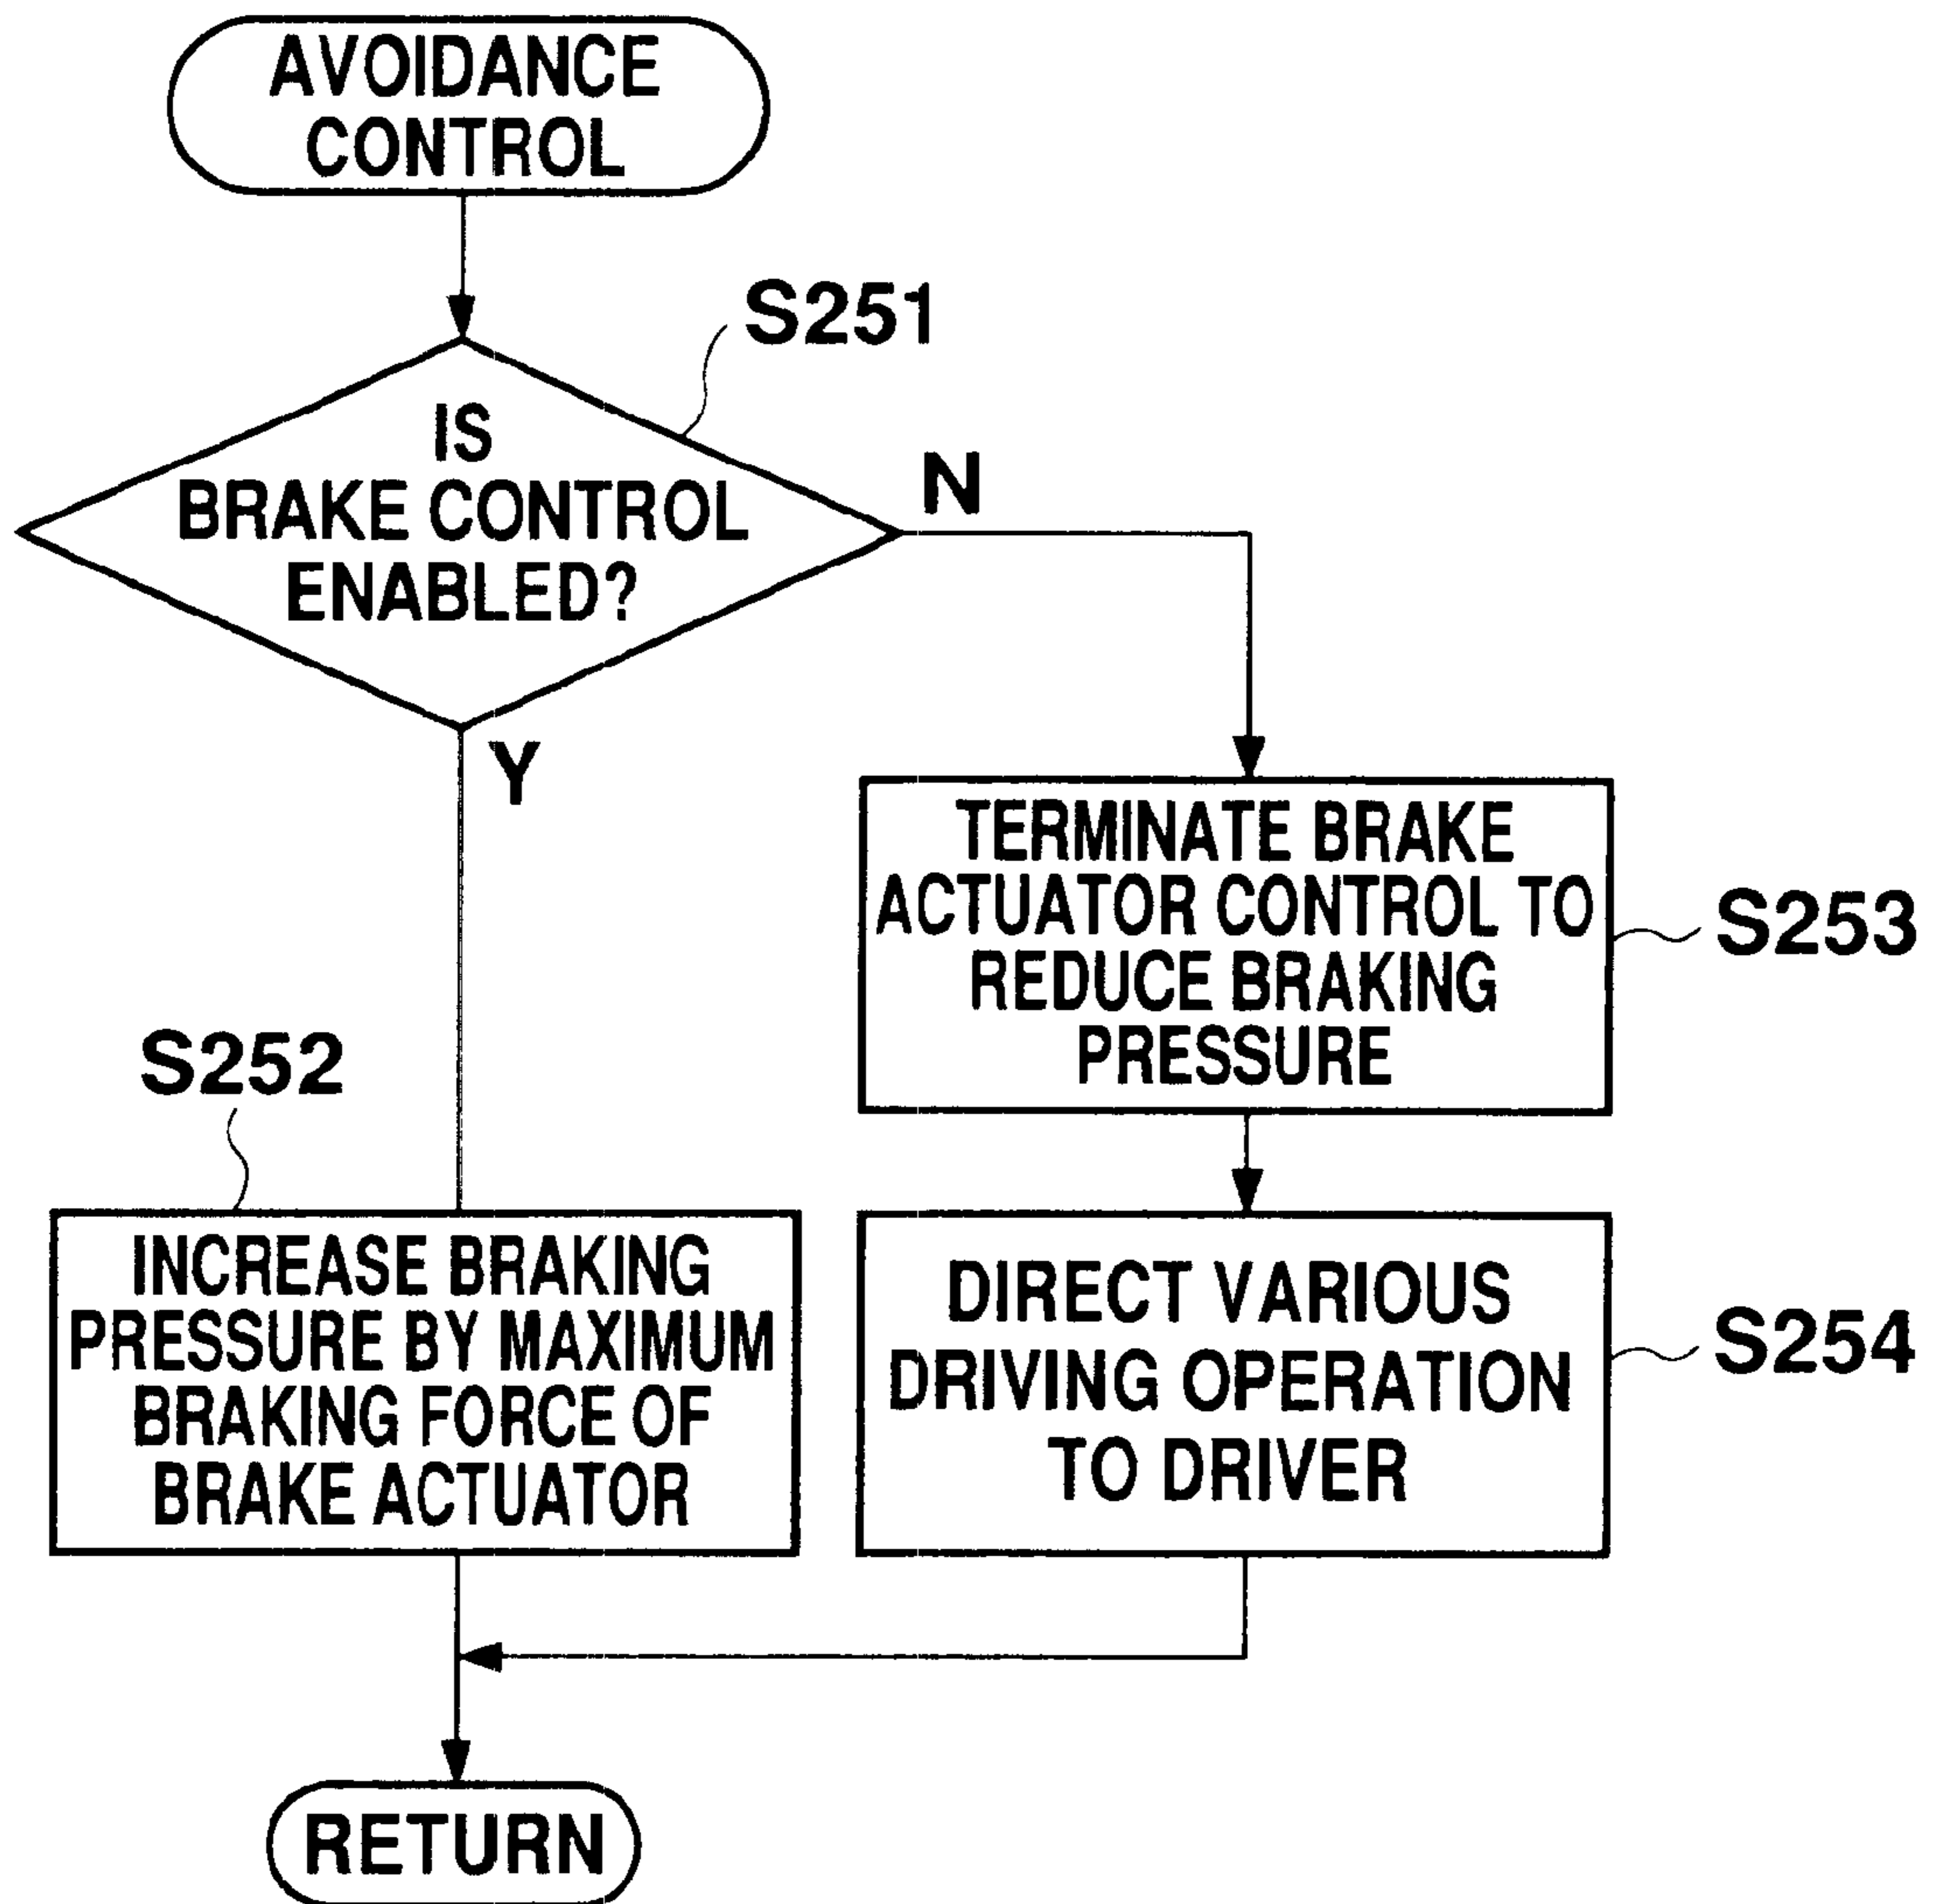 AVOIDANCE
CONTROL
S251
IS
BRAKE CONTROL
ENABLED?
N
Y
TERMINATE BRAKE
ACTUATOR CONTROL TO
REDUCE BRAKING
PRESSURE
S253
S252
INCREASE BRAKING
PRESSURE BY MAXIMUM
BRAKING FORCE OF
BRAKE ACTUATOR
DIRECT VARIOUS
DRIVING OPERATION
TO DRIVER
S254
RETURN